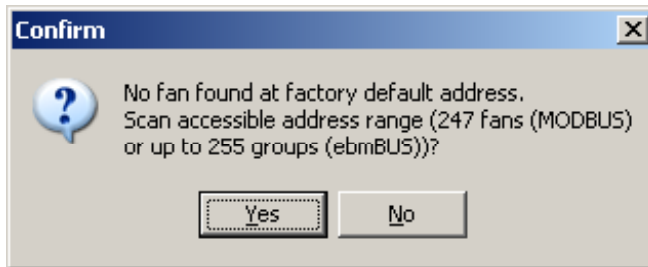 Confirm
No fan found at factory default address.
Scan accessible address range (247 fans (MODBUS)
or up to 255 groups (ebmBUS))?
Yes No